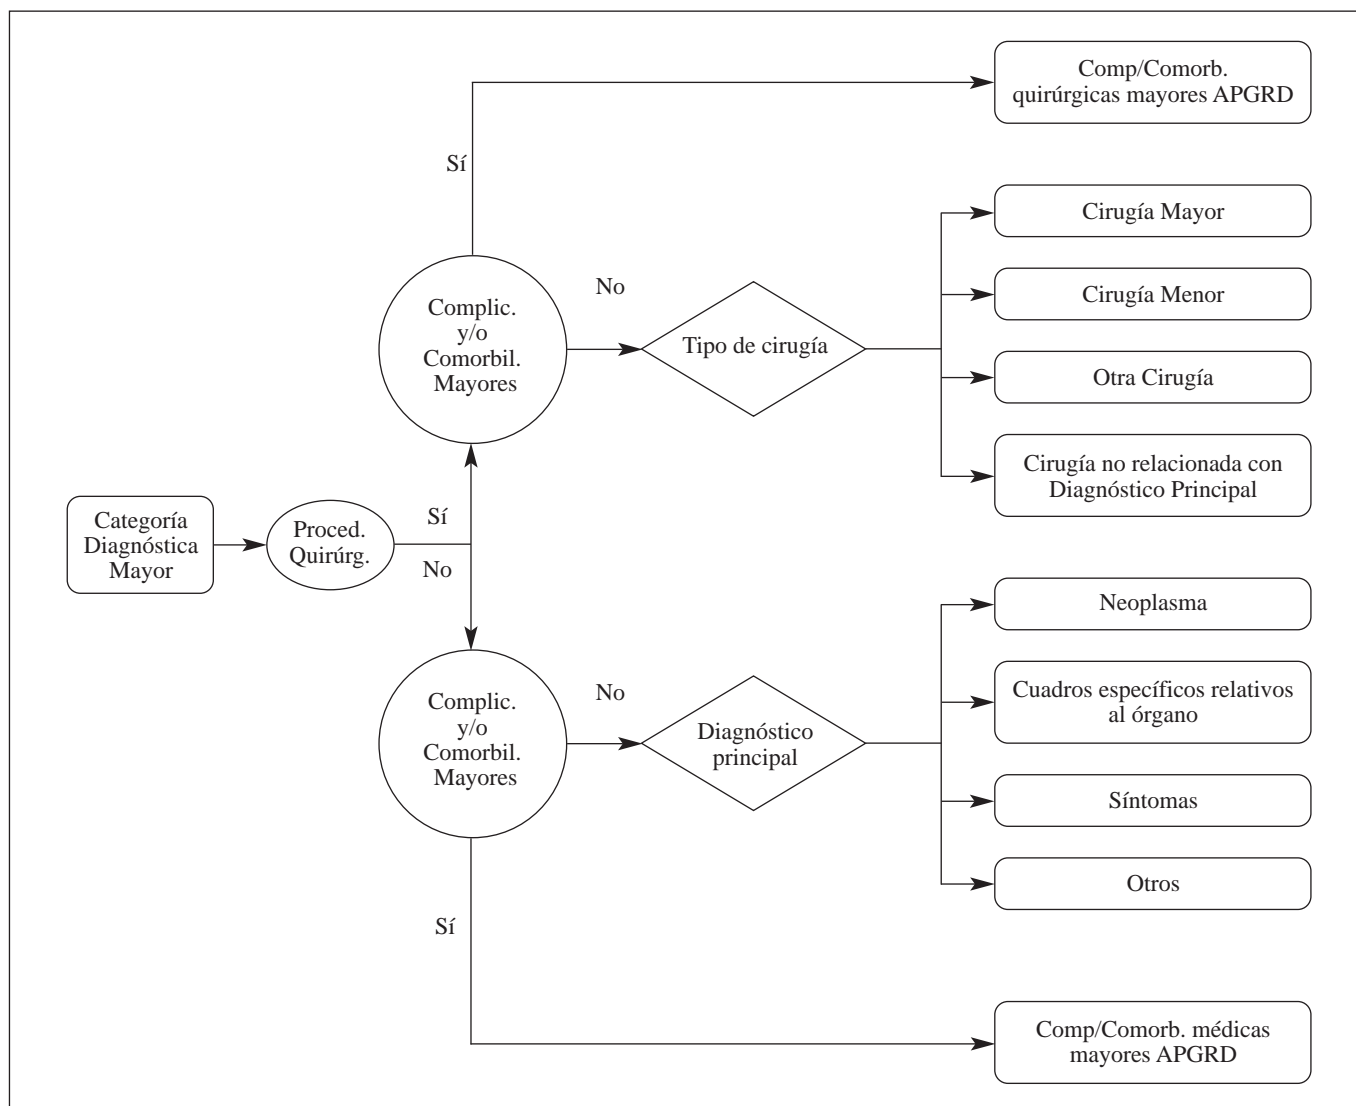 Comp/Comorb.
quirúrgicas mayores APGRD
Sí
Cirugía Mayor
Complic.
y/o
Comorbil.
Mayores
No
Tipo de cirugía
Cirugía Menor
Otra Cirugía
Cirugía no relacionada con
Diagnóstico Principal
Categoría
Diagnóstica
Mayor
Proced.
Quirúrg.
Sí
No
Neoplasma
Complic.
y/o
Comorbil.
Mayores
No
Diagnóstico
principal
Cuadros específicos relativos
al órgano
Síntomas
Otros
Sí
Comp/Comorb. médicas
mayores APGRD